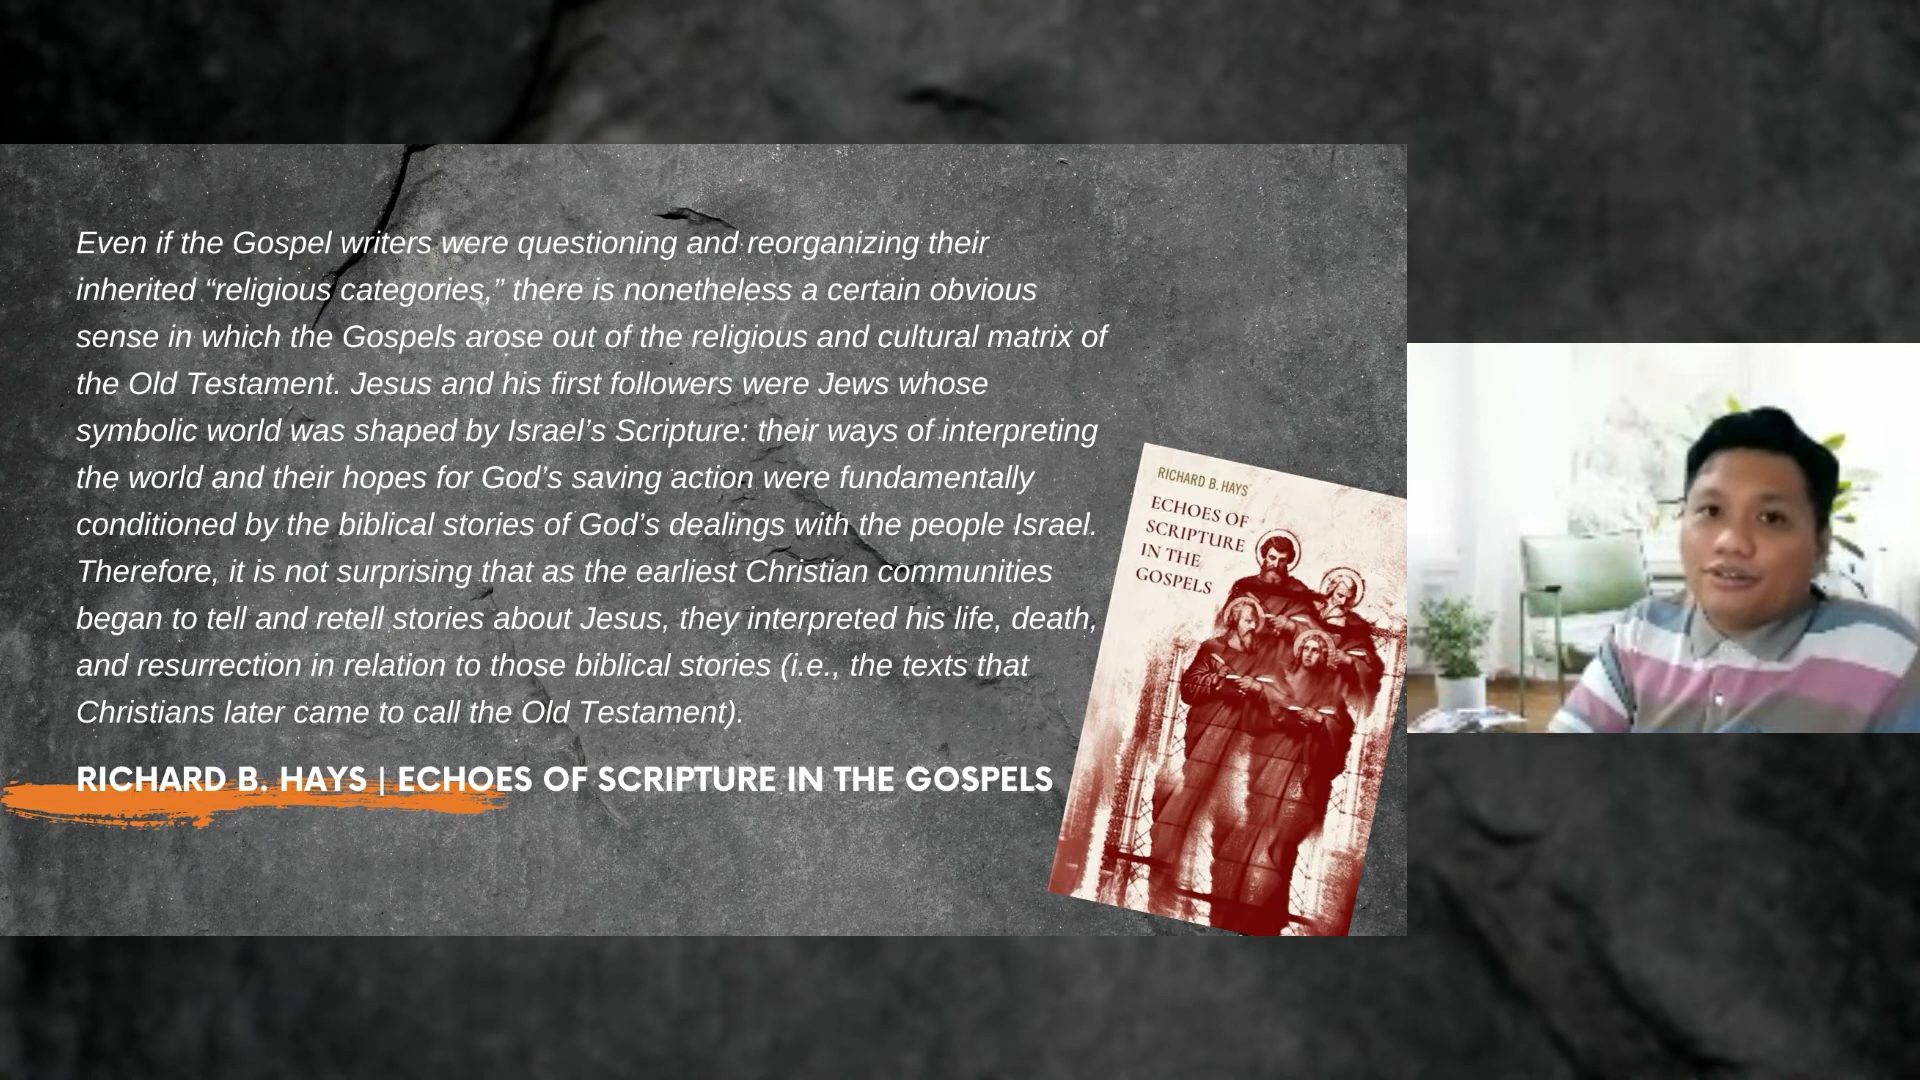 Even if the Gospel writers were questioning and reorganizing their
inherited “religious categories,” there is nonetheless a certain obvious
sense in which the Gospels arose out of the religious and cultural matrix of
the Old Testament. Jesus and his first followers were Jews whose
symbolic world was shaped by Israel’s Scripture: their ways of interpreting
the world and their hopes for God’s saving action were fundamentally
conditioned by the biblical stories of God’s dealings with the people Israel.
Therefore, it is not surprising that as the earliest Christian communities
began to tell and retell stories about Jesus, they interpreted his life, death,
and resurrection in relation to those biblical stories (i.e., the texts that
Christians later came to call the Old Testament).
RICHARD B. HAYS | ECHOES OF SCRIPTURE IN THE GOSPELS
RICHARD B. HAYS
ECHOES OF
SCRIPTURE
IN THE
GOSPELS